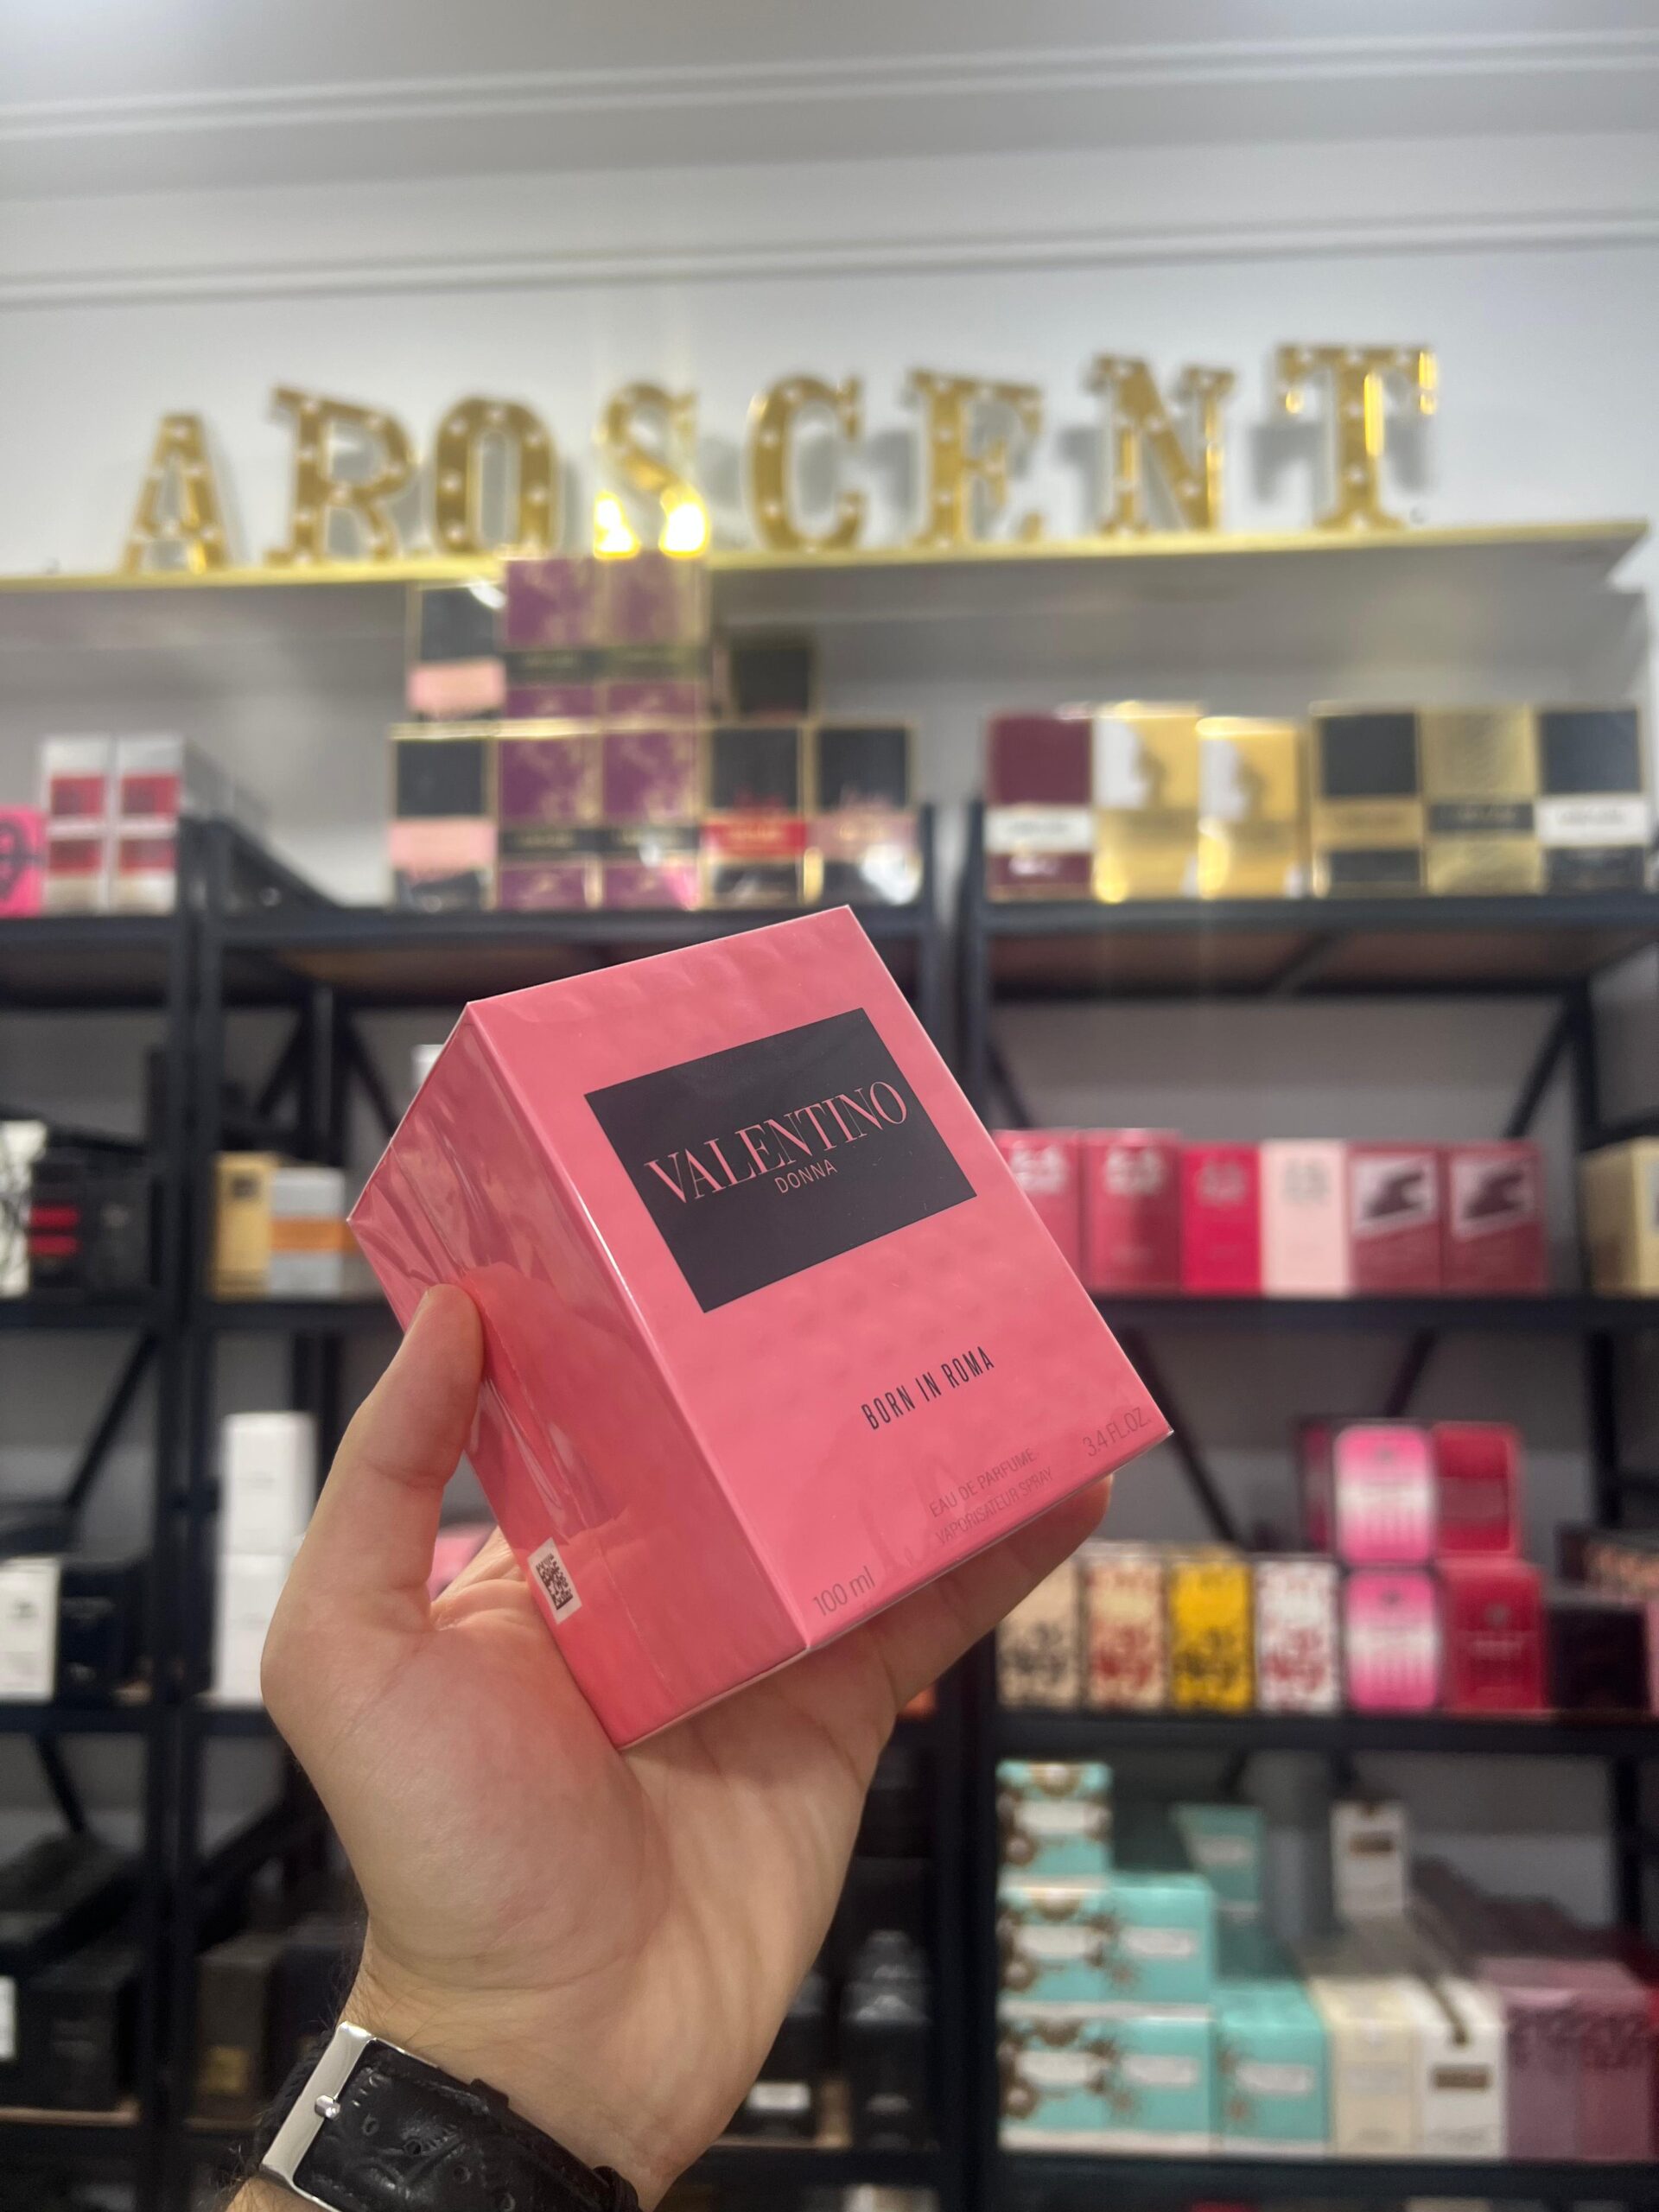 AROSCENT
VALENTINO
DONNA
BORN IN ROMA
EAU DE PARFUME
VAPORISATEUR SPRAY
100 ml
3.4 FL.OZ.